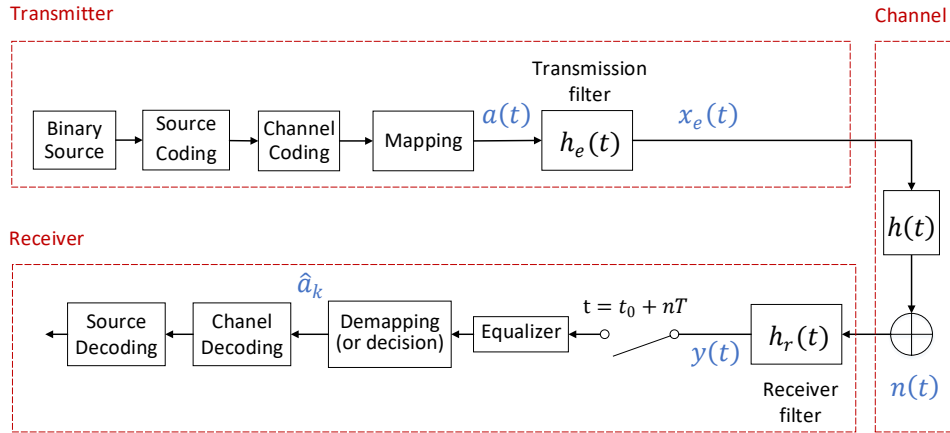 Transmitter
Channel
Transmission
filter
Binary
Source
Source
Coding
Channel
Coding
Mapping
a(t)
h_e(t)
x_e(t)
h(t)
Receiver
n(t)
Source
Decoding
Chanel
Decoding
â_k
Demapping
(or decision)
Equalizer
t = t_0 + nT
y(t)
h_r(t)
Receiver
filter